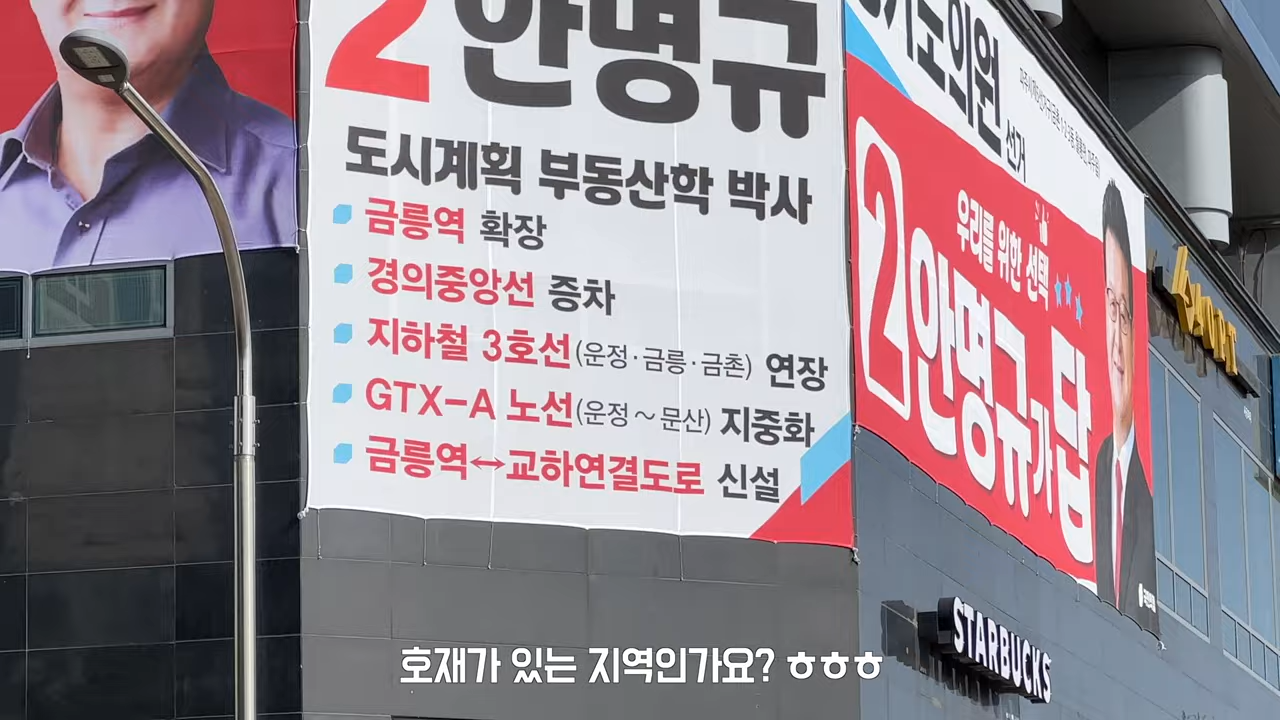 2 안명규
도시계획 부동산학 박사
금릉역 확장
경의중앙선 증차
지하철 3호선(운정·금릉·금촌) 연장
GTX-A 노선(운정~문산) 지중화
금릉역↔교하연결도로 신설
경기도의원 선거
우리를 위한 선택
2 안명규가 답
STARBUCKS
호재가 있는 지역인가요? ㅎㅎㅎ